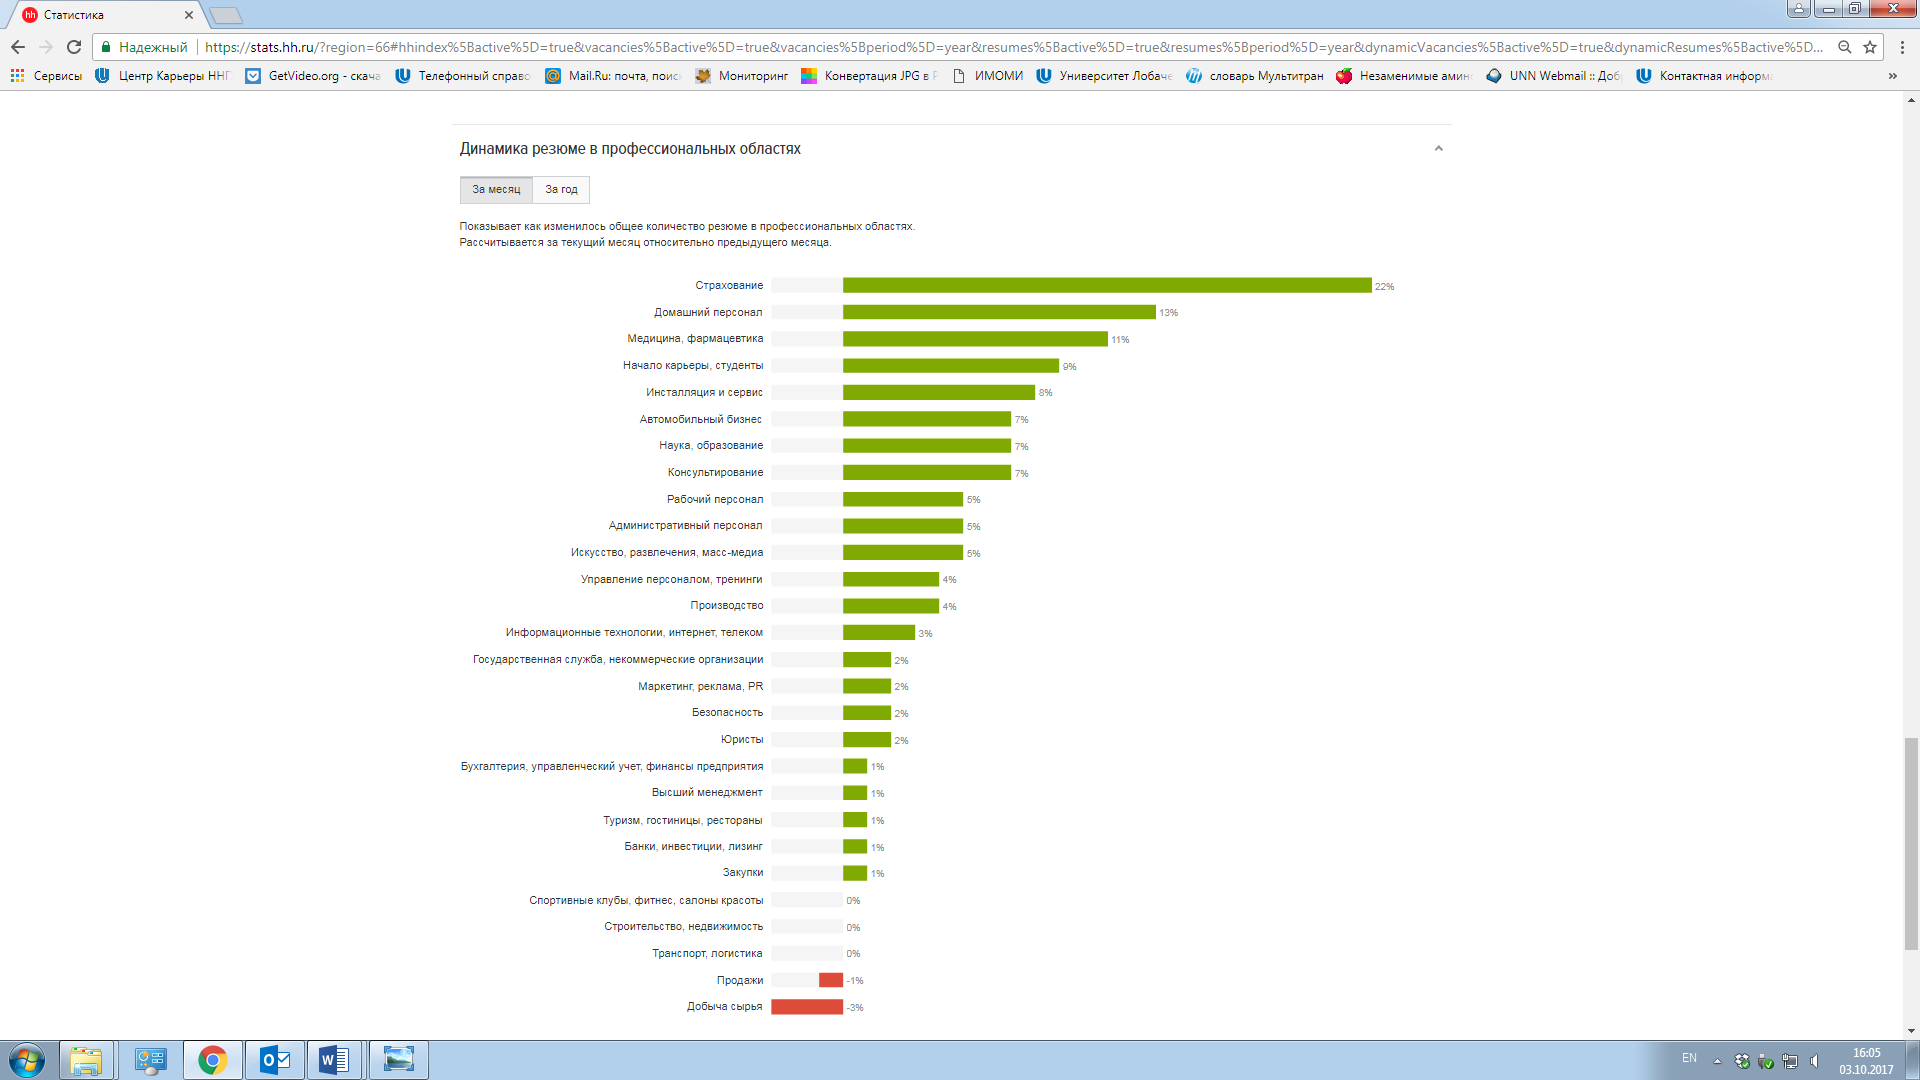 Статистика
Надежный https://stats.hh.ru/?region=66#hhindex%5Bactive%5D=true&vacancies%5Bactive%5D=true&vacancies%5Bperiod%5D=year&resumes%5Bactive%5D=true&resumes%5Bperiod%5D=year&dynamicVacancies%5Bactive%5D=true&dynamicResumes%5Bactive%5D...
Сервисы Центр Карьеры ННГ GetVideo.org - скача Телефонный справо Mail.Ru: почта, поис Мониторинг Конвертация JPG в P ИМОМИ Университет Лобаче словарь Мультитран Незаменимые амин UNN Webmail :: Доб Контактная информа »
Динамика резюме в профессиональных областях
За месяц За год
Показывает как изменилось общее количество резюме в профессиональных областях.
Рассчитывается за текущий месяц относительно предыдущего месяца.
Страхование 22%
Домашний персонал 13%
Медицина, фармацевтика 11%
Начало карьеры, студенты 9%
Инсталляция и сервис 8%
Автомобильный бизнес 7%
Наука, образование 7%
Консультирование 7%
Рабочий персонал 5%
Административный персонал 5%
Искусство, развлечения, масс-медиа 5%
Управление персоналом, тренинги 4%
Производство 4%
Информационные технологии, интернет, телеком 3%
Государственная служба, некоммерческие организации 2%
Маркетинг, реклама, PR 2%
Безопасность 2%
Юристы 2%
Бухгалтерия, управленческий учет, финансы предприятия 1%
Высший менеджмент 1%
Туризм, гостиницы, рестораны 1%
Банки, инвестиции, лизинг 1%
Закупки 1%
Спортивные клубы, фитнес, салоны красоты 0%
Строительство, недвижимость 0%
Транспорт, логистика 0%
Продажи -1%
Добыча сырья -3%
EN 16:05
03.10.2017